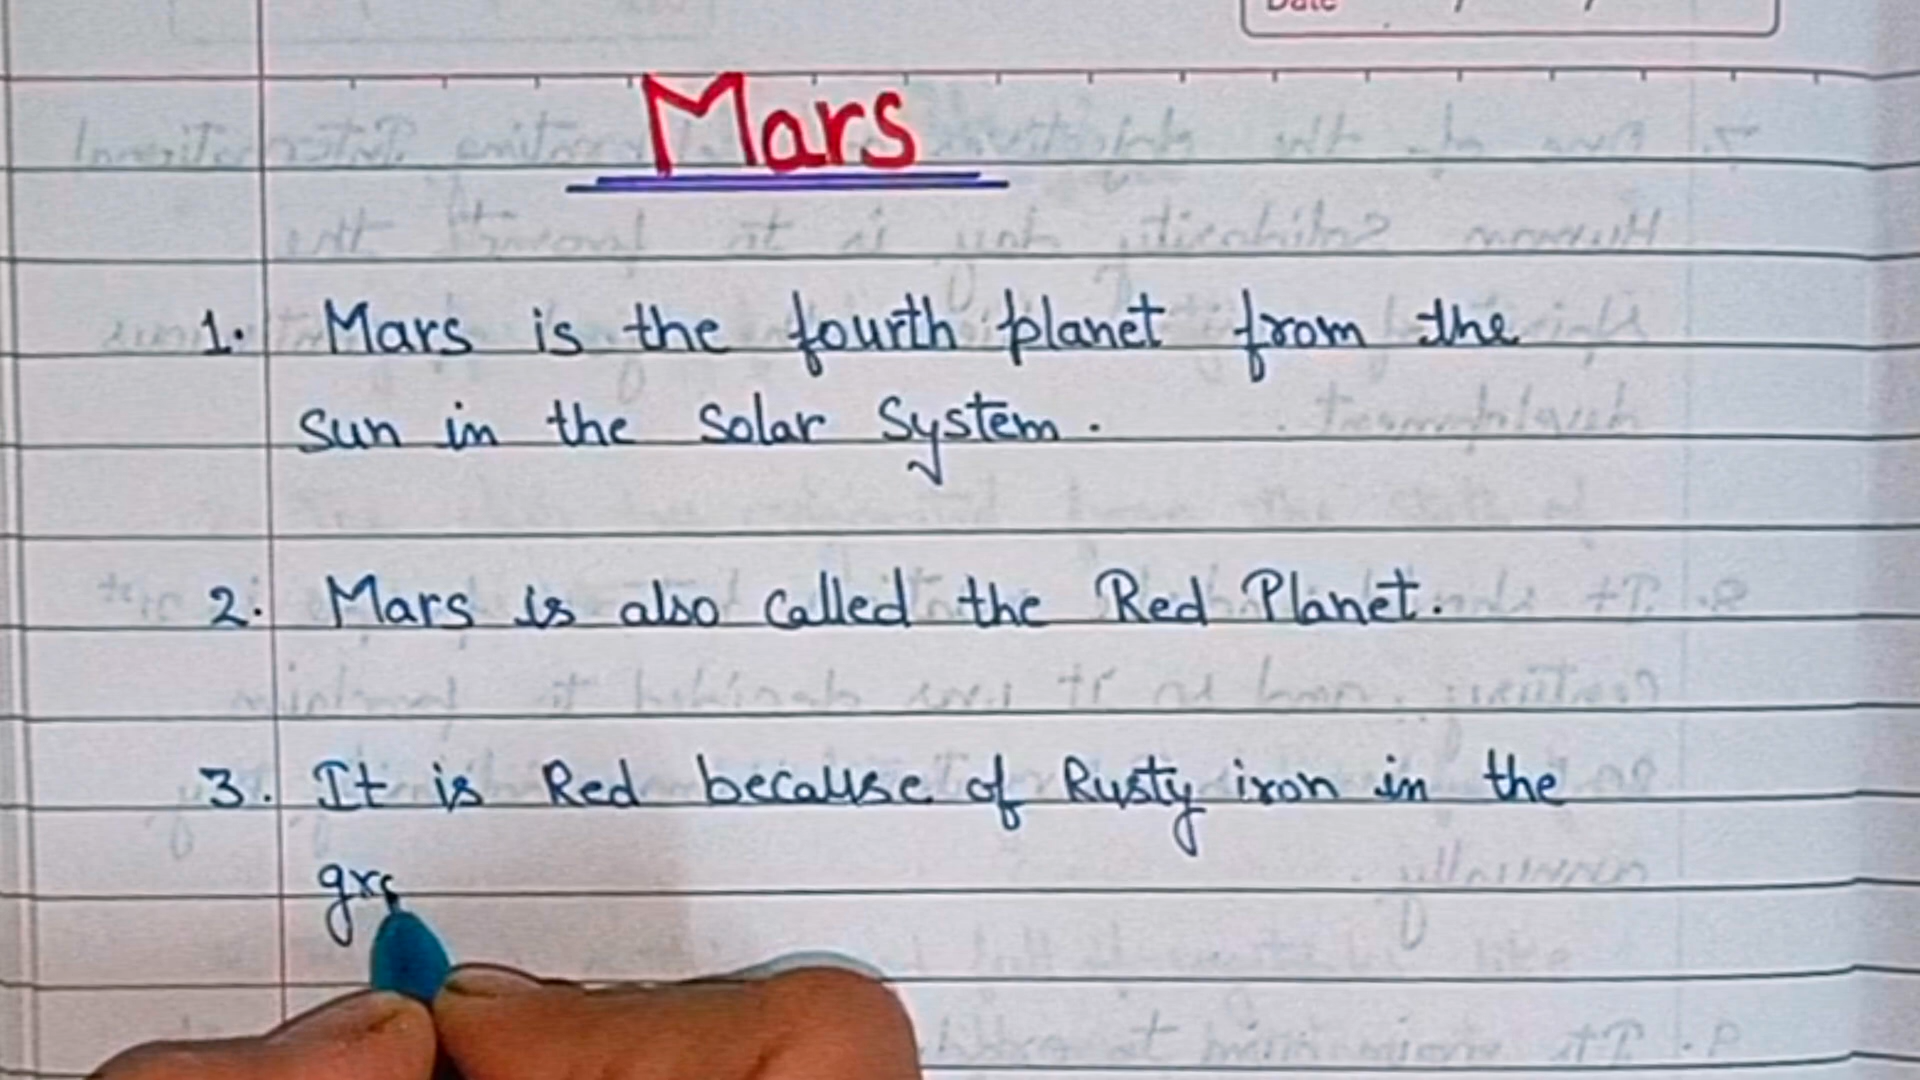 Date / /
Mars
1. Mars is the fourth planet from the
sun in the Solar System.
2. Mars is also called the Red Planet.
3. It is Red because of Rusty iron in the